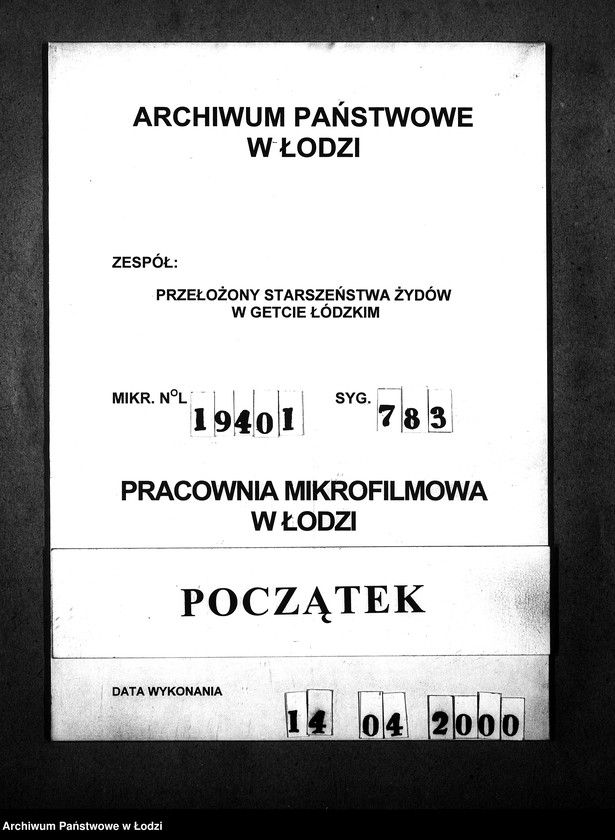 ARCHIWUM PAŃSTWOWE
W ŁODZI
ZESPÓŁ:
PRZEŁOŻONY STARSZEŃSTWA ŻYDÓW
W GETCIE ŁÓDZKIM
MIKR. NOL 19401 SYG. 783
PRACOWNIA MIKROFILMOWA
W ŁODZI
POCZĄTEK
DATA WYKONANIA 14 04 2000
Archiwum Państwowe w Łodzi